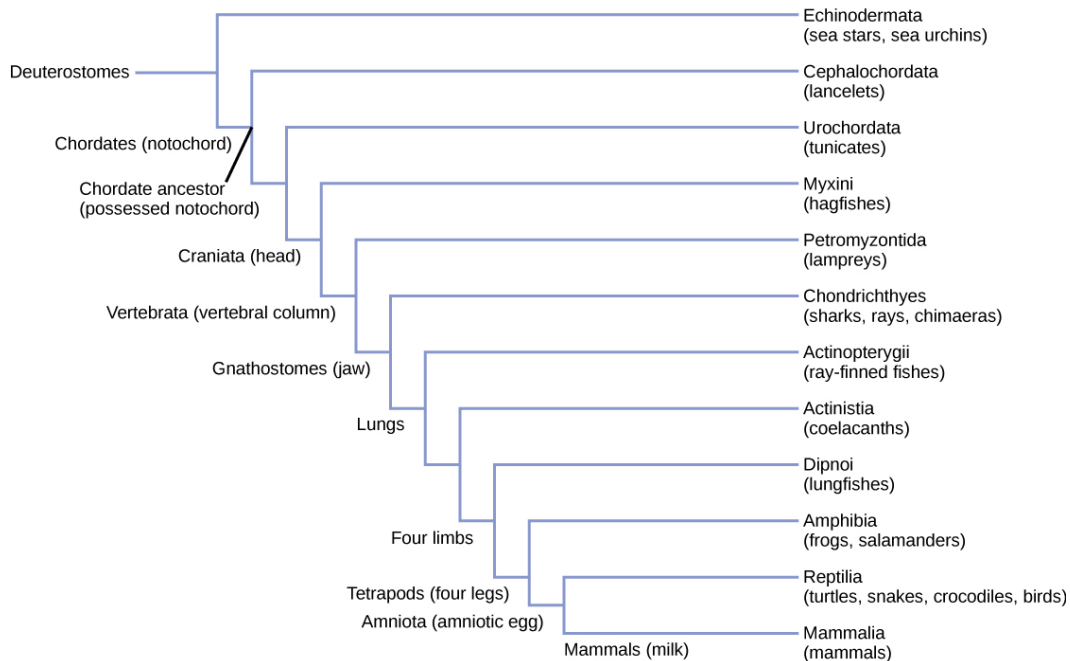 Echinodermata
(sea stars, sea urchins)
Deuterostomes
Cephalochordata
(lancelets)
Chordates (notochord)
Urochordata
(tunicates)
Chordate ancestor
(possessed notochord)
Myxini
(hagfishes)
Craniata (head)
Petromyzontida
(lampreys)
Vertebrata (vertebral column)
Chondrichthyes
(sharks, rays, chimaeras)
Gnathostomes (jaw)
Actinopterygii
(ray-finned fishes)
Lungs
Actinistia
(coelacanths)
Dipnoi
(lungfishes)
Four limbs
Amphibia
(frogs, salamanders)
Tetrapods (four legs)
Reptilia
(turtles, snakes, crocodiles, birds)
Amniota (amniotic egg)
Mammals (milk)
Mammalia
(mammals)